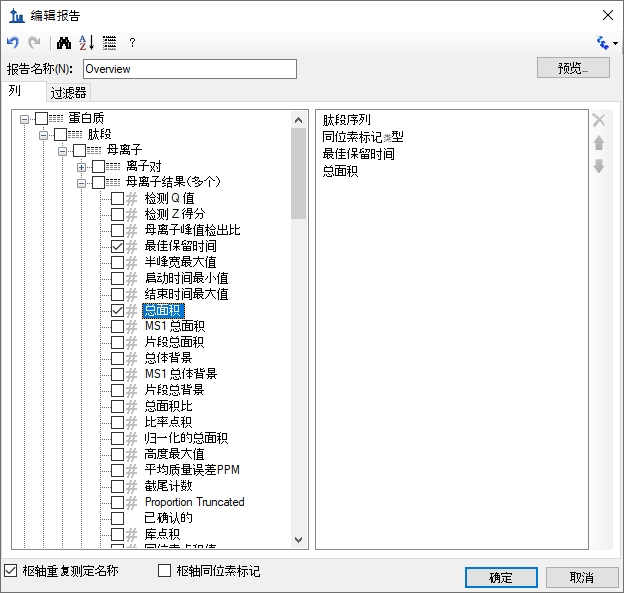 编辑报告
?
报告名称(N):
Overview
预览...
列
过滤器
蛋白质
肽段
母离子
离子对
母离子结果(多个)
检测 Q 值
检测 Z 得分
母离子峰值检出比
最佳保留时间
半峰宽最大值
启动时间最小值
结束时间最大值
总面积
MS1 总面积
片段总面积
总体背景
MS1 总体背景
片段总背景
总面积比
比率点积
归一化的总面积
高度最大值
平均质量误差PPM
截尾计数
Proportion Truncated
已确认的
库点积
同位素点积值
肽段序列
同位素标记类型
最佳保留时间
总面积
枢轴重复测定名称
枢轴同位素标记
确定
取消